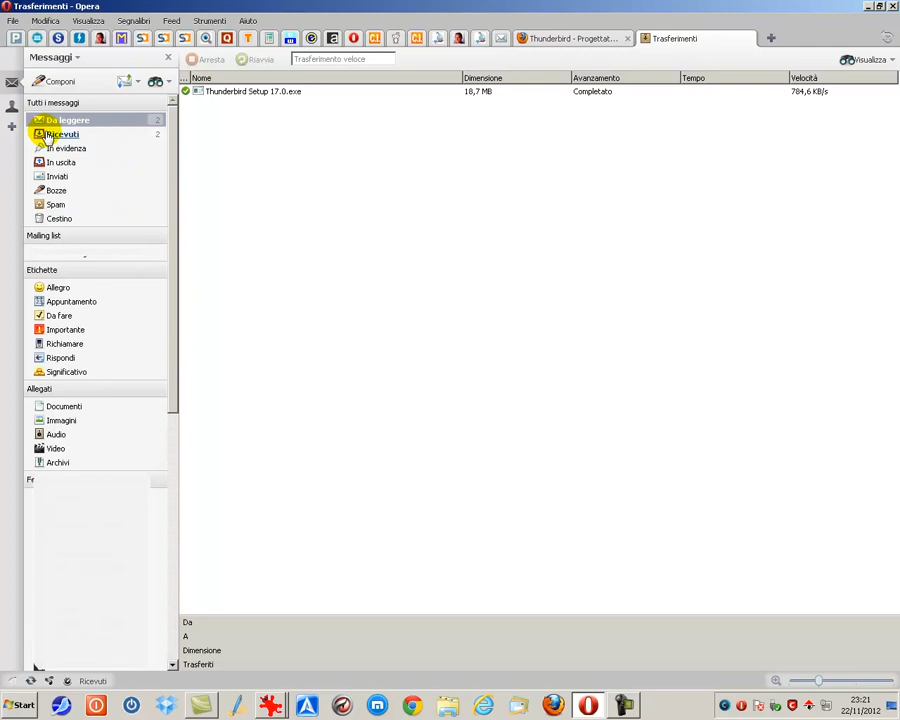 Trasferimenti - Opera
File Modifica Visualizza Segnalibri Feed Strumenti Aiuto
Thunderbird - Progettat... Trasferimenti
Messaggi Arresta Riavvia Trasferimento veloce Visualizza
Componi ... Nome Dimensione Avanzamento Tempo Velocità
Thunderbird Setup 17.0.exe 18,7 MB Completato 784,6 KB/s
Tutti i messaggi
Da leggere 2
Ricevuti 2
In evidenza
In uscita
Inviati
Bozze
Spam
Cestino
Mailing list
Etichette
Allegro
Appuntamento
Da fare
Importante
Richiamare
Rispondi
Significativo
Allegati
Documenti
Immagini
Audio
Video
Archivi
Fr
Da
A
Dimensione
Trasferiti
Ricevuti
Start
23:21
22/11/2012